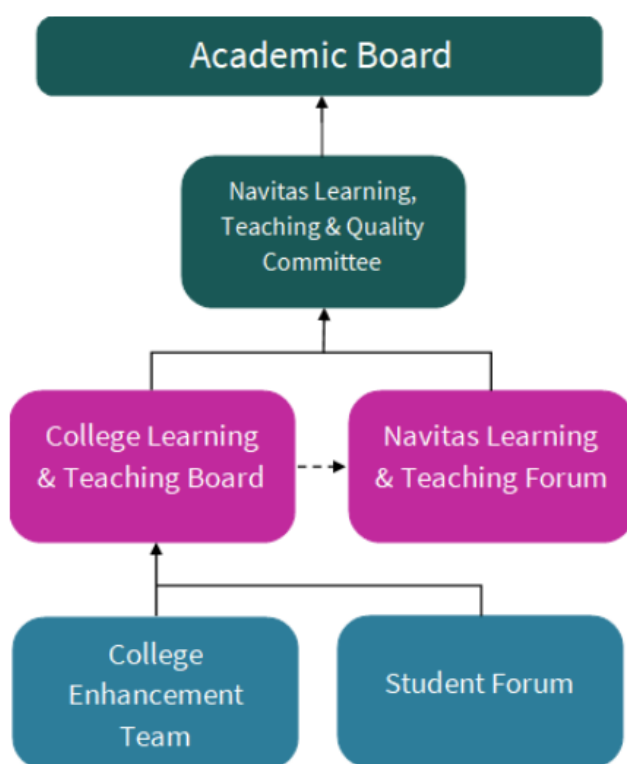 Academic Board
Navitas Learning,
Teaching & Quality
Committee
College Learning
& Teaching Board
Navitas Learning
& Teaching Forum
College
Enhancement
Team
Student Forum